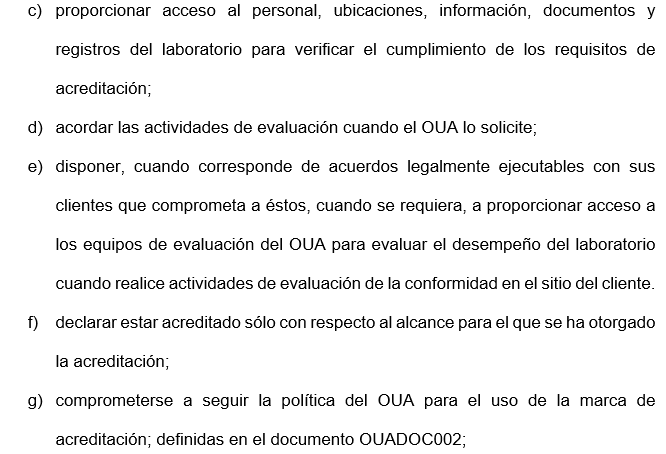 c) proporcionar acceso al personal, ubicaciones, información, documentos y
registros del laboratorio para verificar el cumplimiento de los requisitos de
acreditación;
d) acordar las actividades de evaluación cuando el OUA lo solicite;
e) disponer, cuando corresponde de acuerdos legalmente ejecutables con sus
clientes que comprometa a éstos, cuando se requiera, a proporcionar acceso a
los equipos de evaluación del OUA para evaluar el desempeño del laboratorio
cuando realice actividades de evaluación de la conformidad en el sitio del cliente.
f) declarar estar acreditado sólo con respecto al alcance para el que se ha otorgado
la acreditación;
g) comprometerse a seguir la política del OUA para el uso de la marca de
acreditación; definidas en el documento OUADOC002;